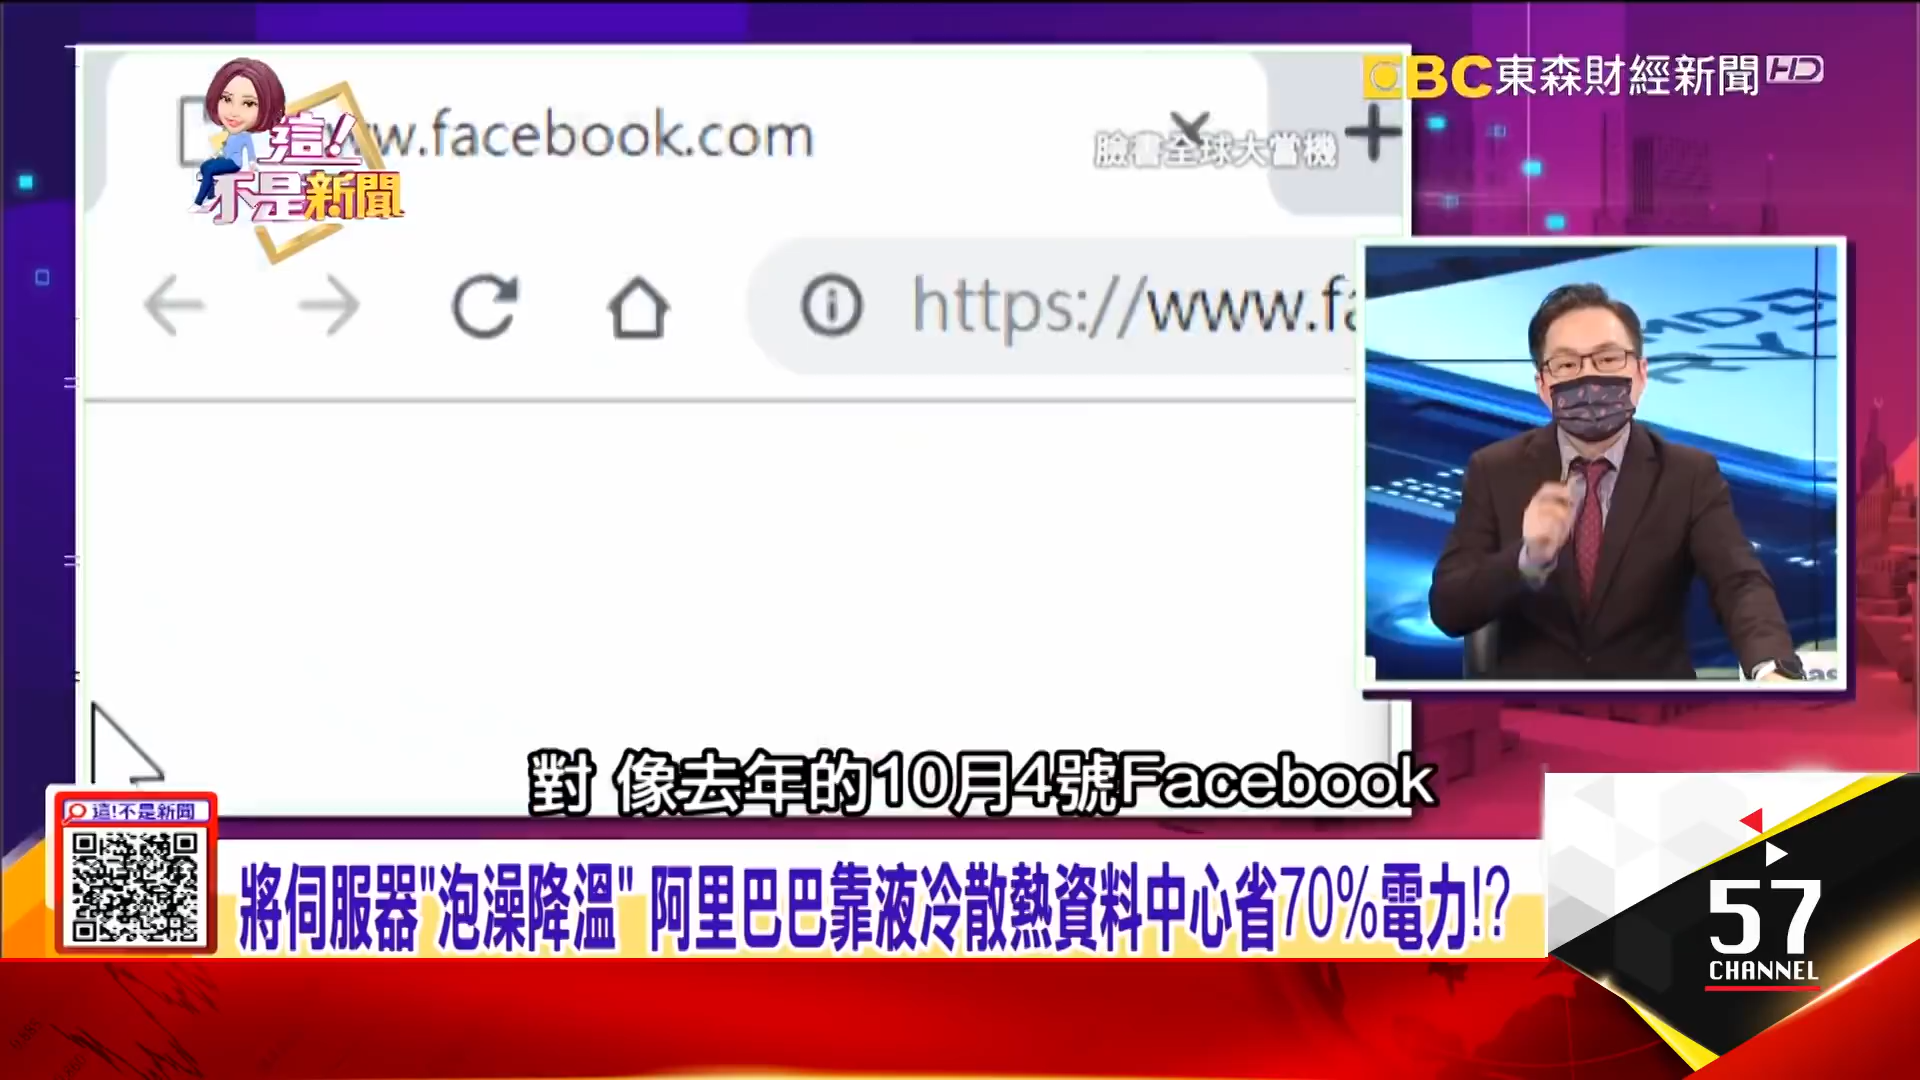 EBC東森財經新聞HD
www.facebook.com
臉書全球大當機
這!
不是新聞
https://www.fa
對 像去年的10月4號Facebook
這!不是新聞
將伺服器"泡澡降溫" 阿里巴巴靠液冷散熱資料中心省70%電力!?
57
CHANNEL